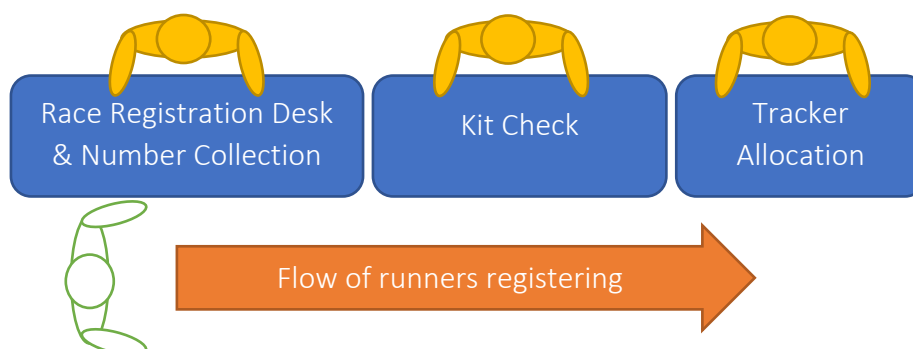 Race Registration Desk
& Number Collection
Kit Check
Tracker
Allocation
Flow of runners registering